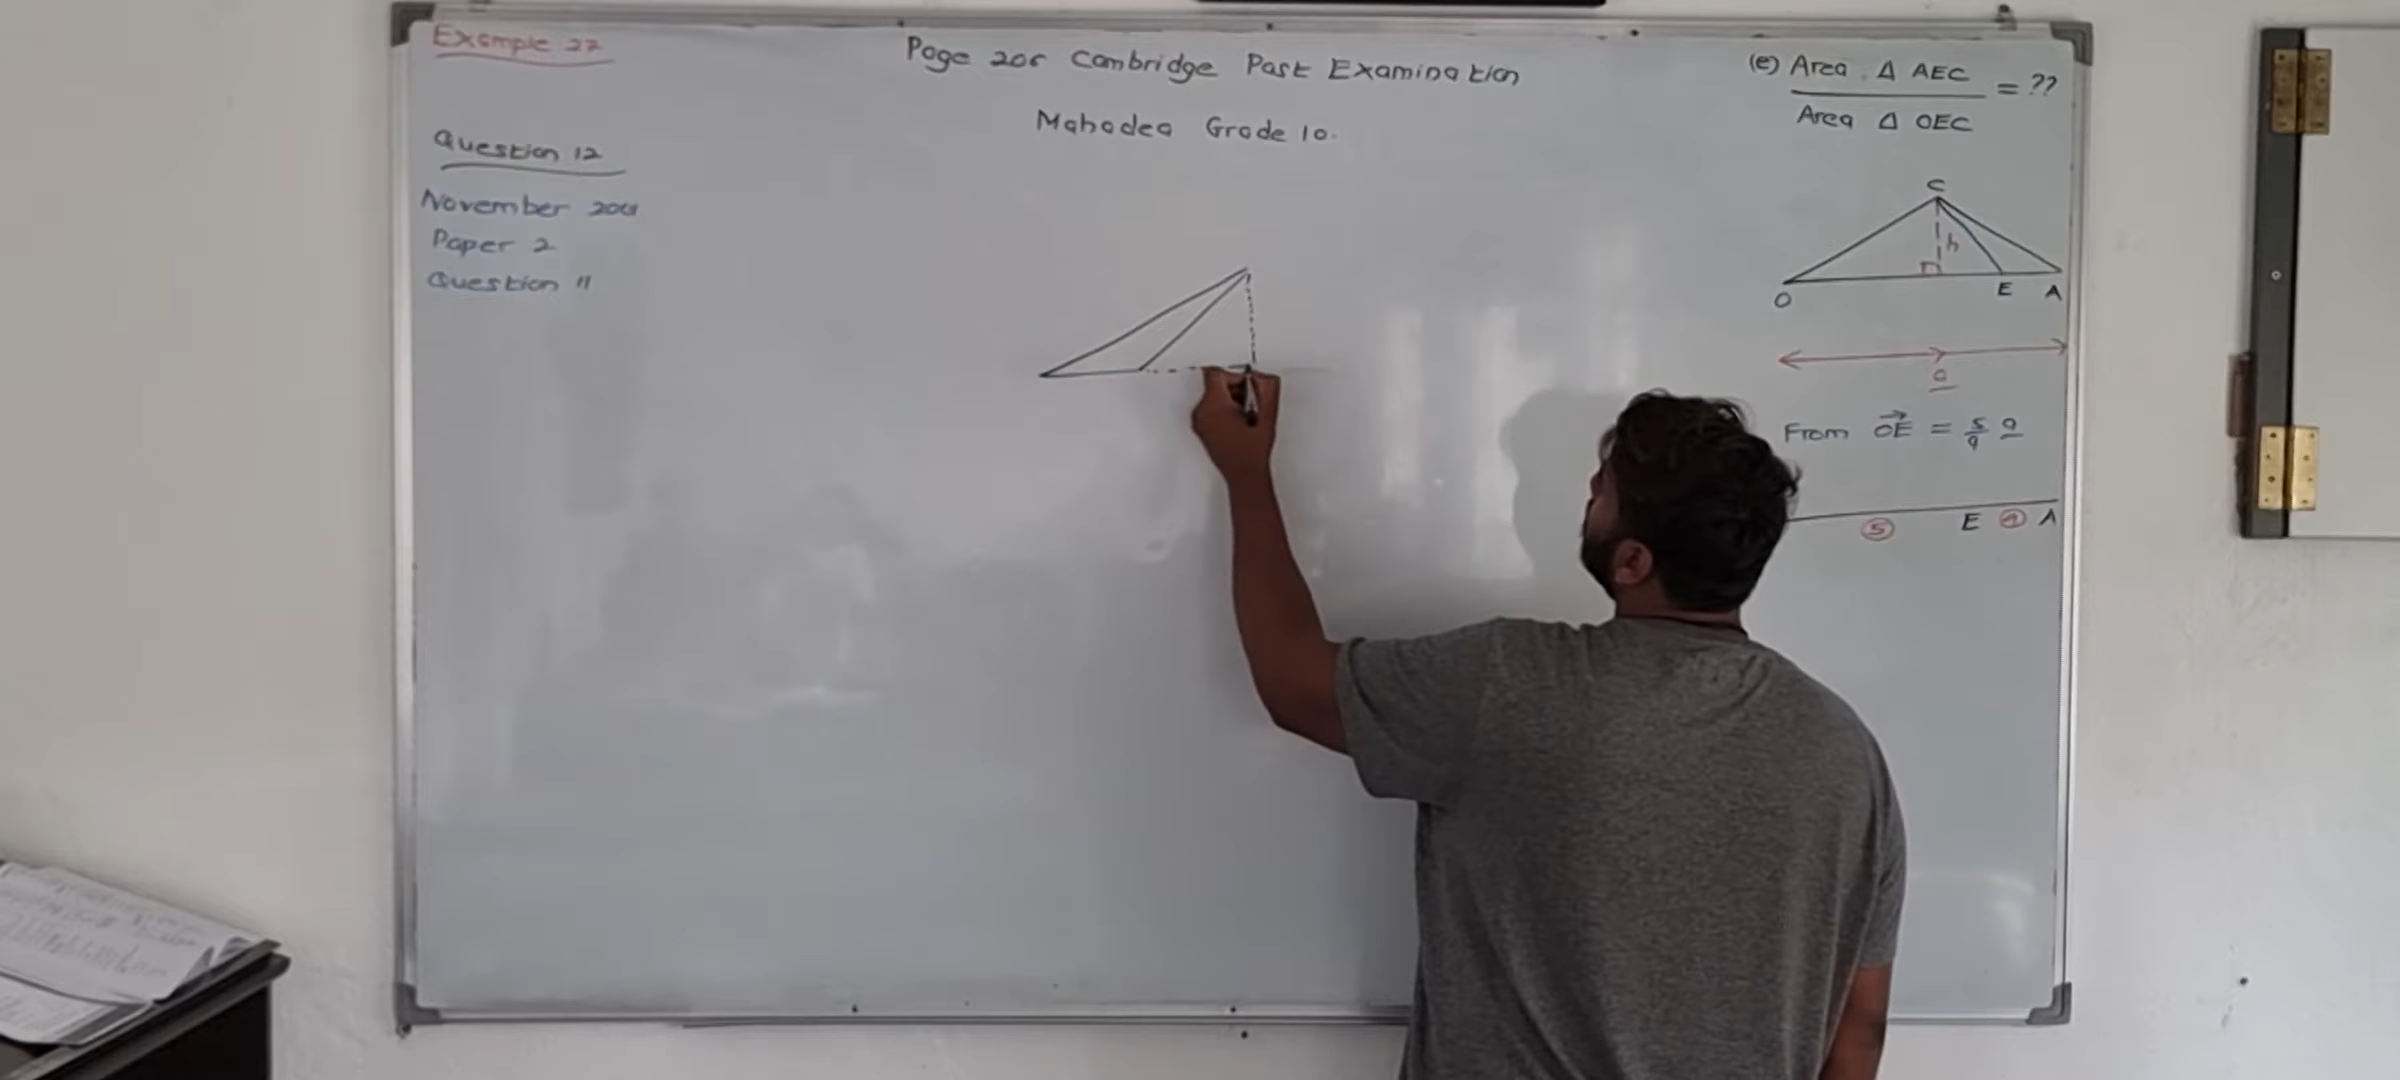 Example 27
Question 12
November 2001
Paper 2
Question 11
Page 206 Cambridge Past Examination
Mahadea Grade 10.
(e) Area Δ AEC
= ??
Area Δ OEC
C
h
O E A
a
From OE = 5/9 a
5 E 4 A